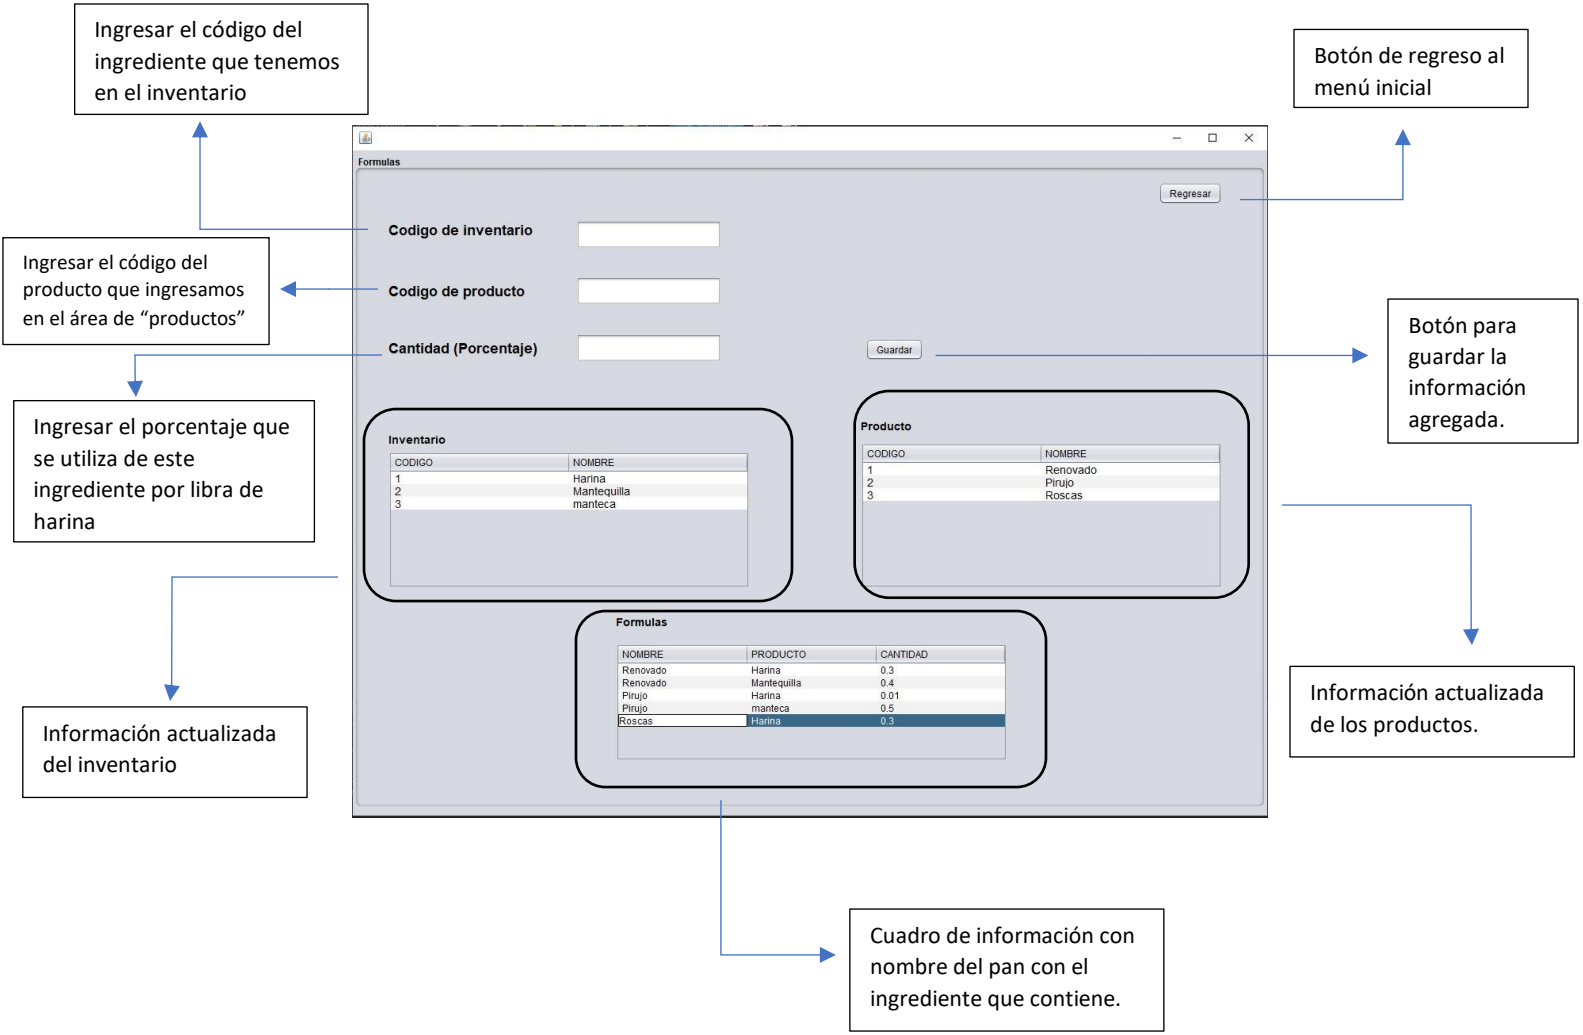 Ingresar el código del
ingrediente que tenemos
en el inventario
Botón de regreso al
menú inicial
Formulas
Regresar
Codigo de inventario
Ingresar el código del
producto que ingresamos
en el área de “productos”
Codigo de producto
Cantidad (Porcentaje)
Guardar
Botón para
guardar la
información
agregada.
Ingresar el porcentaje que
se utiliza de este
ingrediente por libra de
harina
Inventario
CODIGO NOMBRE
1 Harina
2 Mantequilla
3 manteca
Producto
CODIGO NOMBRE
1 Renovado
2 Pirujo
3 Roscas
Formulas
NOMBRE PRODUCTO CANTIDAD
Renovado Harina 0.3
Renovado Mantequilla 0.4
Pirujo Harina 0.01
Pirujo manteca 0.5
Roscas Harina 0.3
Información actualizada
del inventario
Información actualizada
de los productos.
Cuadro de información con
nombre del pan con el
ingrediente que contiene.